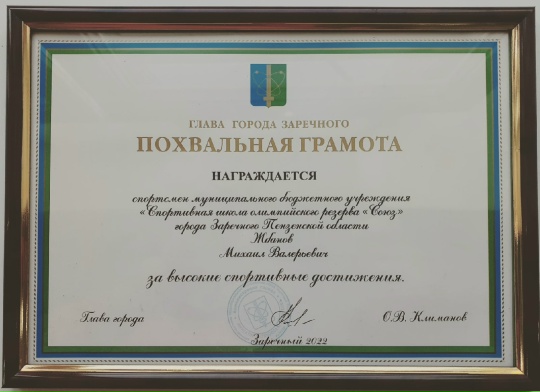 ГЛАВА ГОРОДА ЗАРЕЧНОГО
ПОХВАЛЬНАЯ ГРАМОТА
НАГРАЖДАЕТСЯ
спортсмен муниципального бюджетного учреждения
«Спортивная школа олимпийского резерва «Союз»
города Заречного Пензенской области
Жданов
Михаил Валерьевич
за высокие спортивные достижения.
Глава города
О.В. Климанов
Заречный 2022